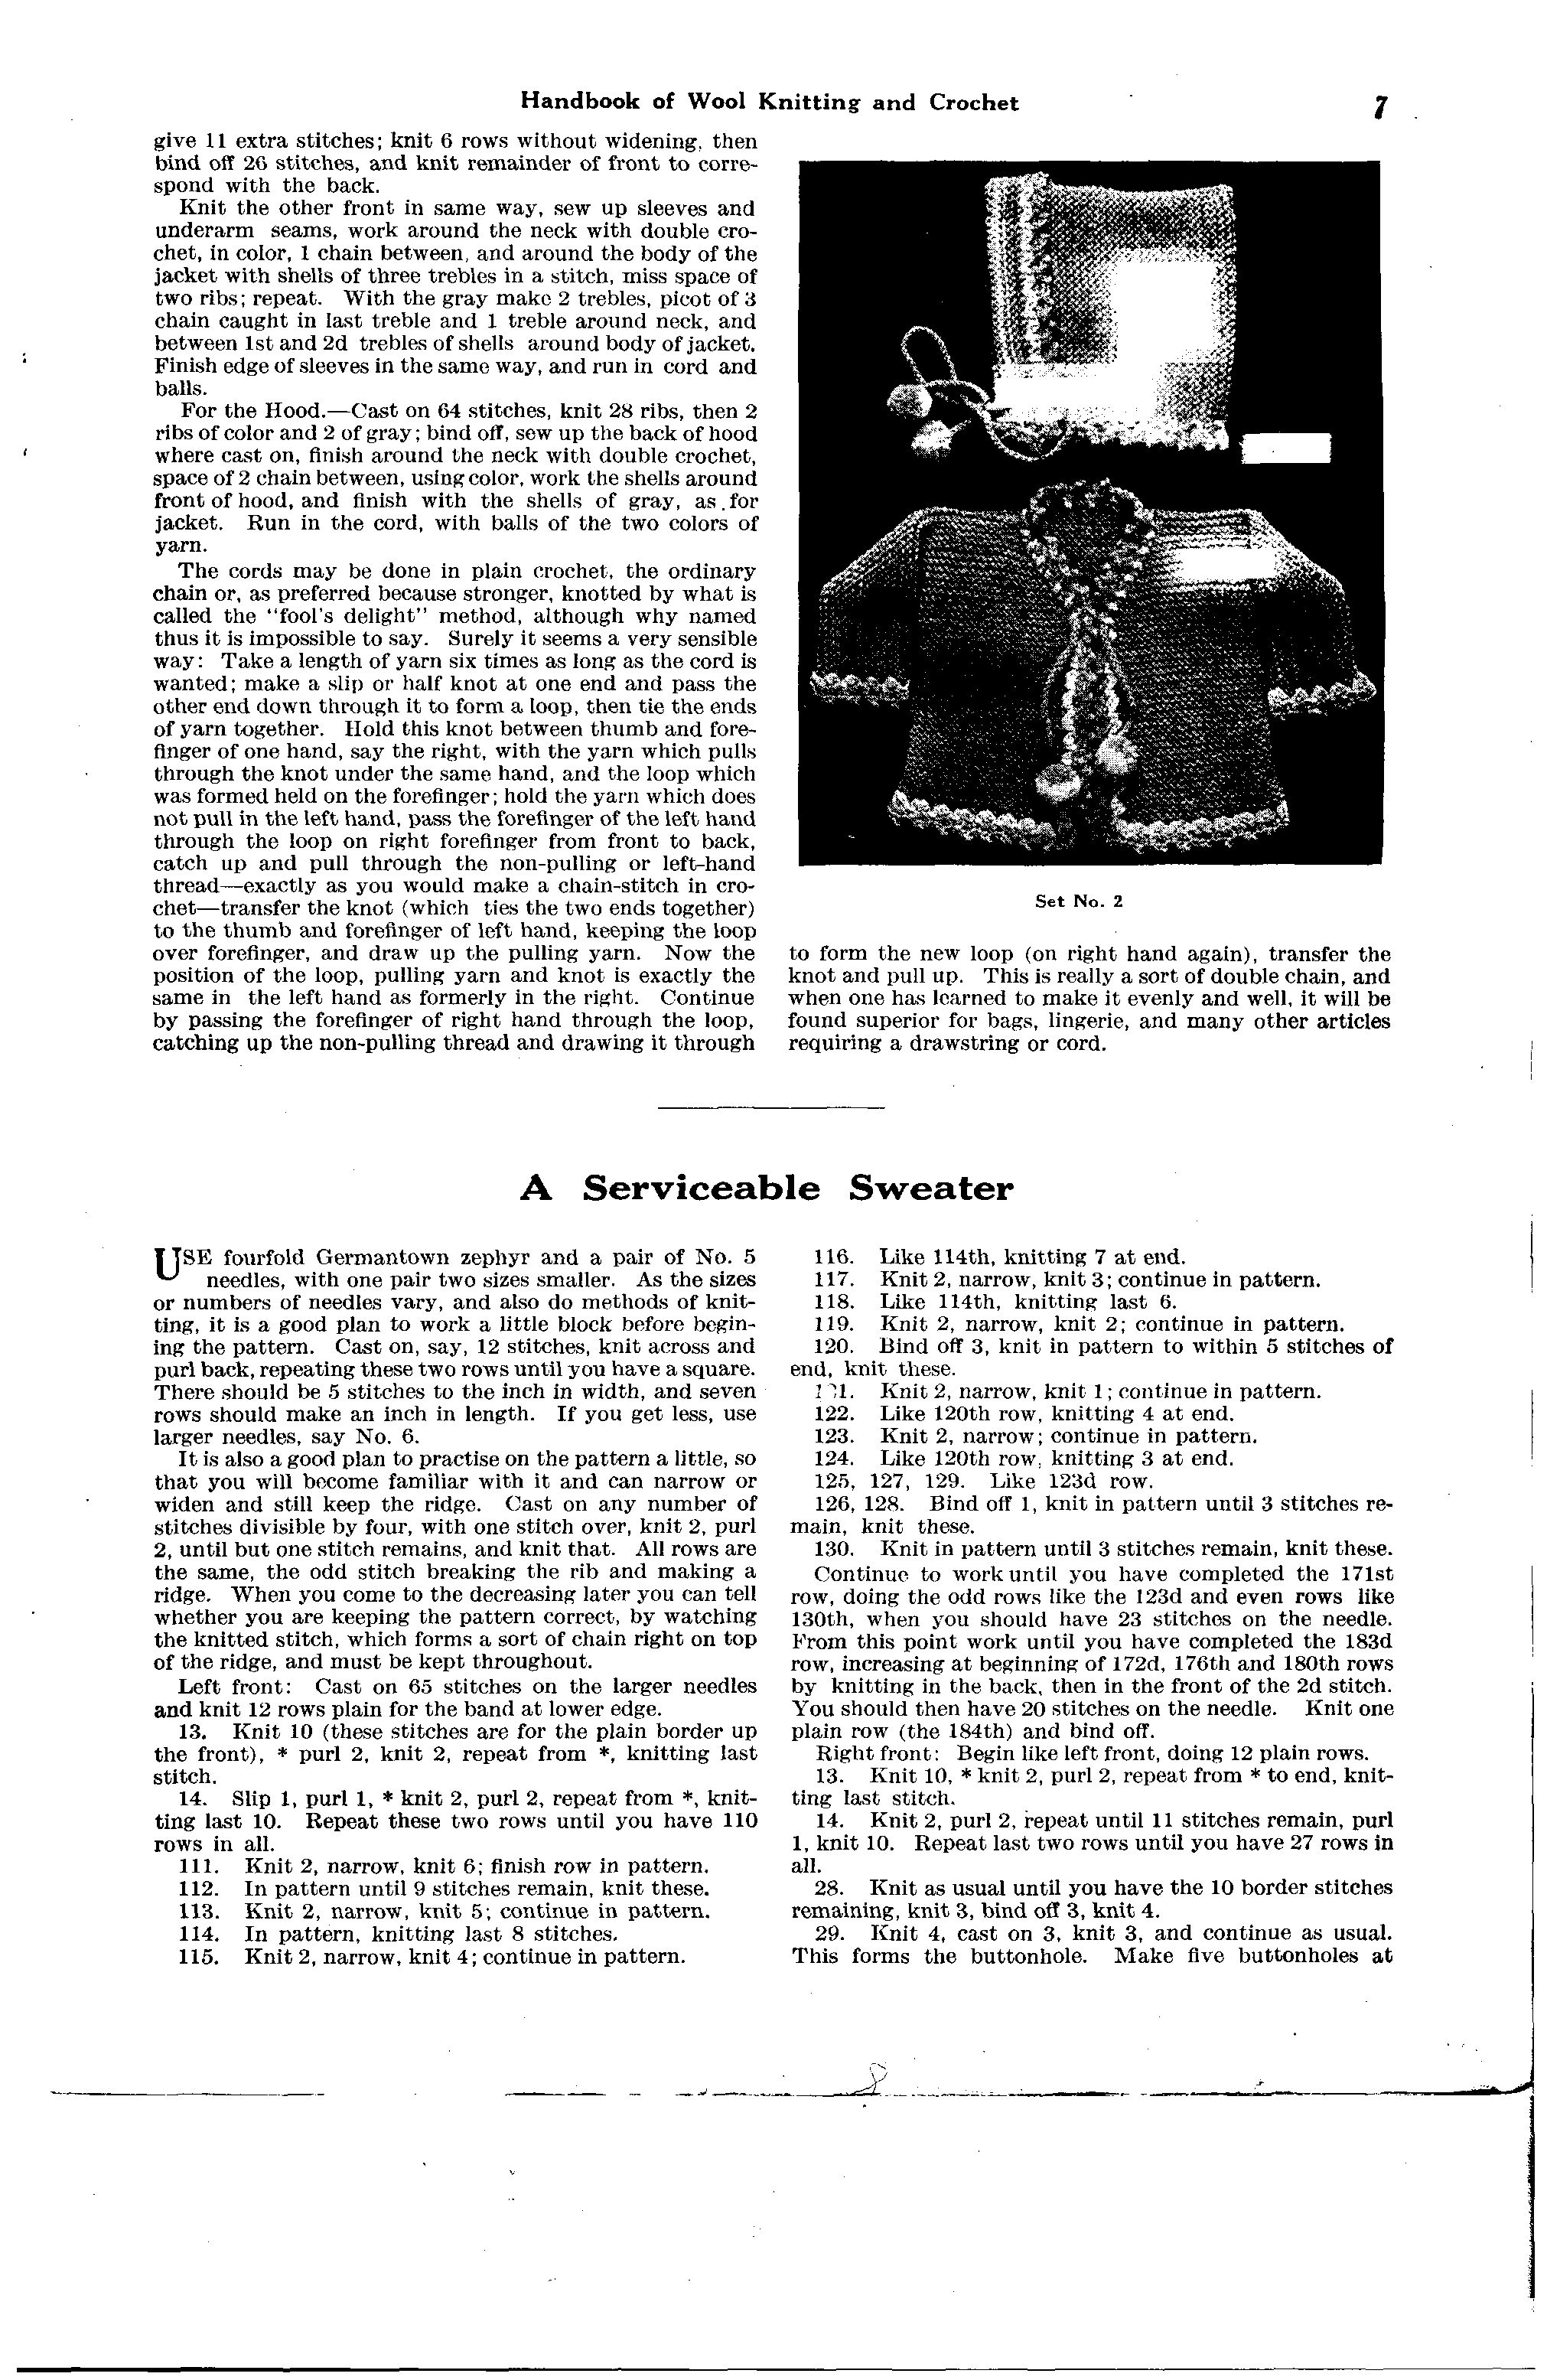 Handbook of Wool Knitting and Crochet
7
give 11 extra stitches; knit 6 rows without widening, then
bind off 26 stitches, and knit remainder of front to corre-
spond with the back.
Knit the other front in same way, sew up sleeves and
underarm seams, work around the neck with double cro-
chet, in color, 1 chain between, and around the body of the
jacket with shells of three trebles in a stitch, miss space of
two ribs; repeat. With the gray make 2 trebles, picot of 3
chain caught in last treble and 1 treble around neck, and
between 1st and 2d trebles of shells around body of jacket.
Finish edge of sleeves in the same way, and run in cord and
balls.
For the Hood.—Cast on 64 stitches, knit 28 ribs, then 2
ribs of color and 2 of gray; bind off, sew up the back of hood
where cast on, finish around the neck with double crochet,
space of 2 chain between, using color, work the shells around
front of hood, and finish with the shells of gray, as for
jacket. Run in the cord, with balls of the two colors of
yarn.
The cords may be done in plain crochet, the ordinary
chain or, as preferred because stronger, knotted by what is
called the "fool's delight" method, although why named
thus it is impossible to say. Surely it seems a very sensible
way: Take a length of yarn six times as long as the cord is
wanted; make a slip or half knot at one end and pass the
other end down through it to form a loop, then tie the ends
of yarn together. Hold this knot between thumb and fore-
finger of one hand, say the right, with the yarn which pulls
through the knot under the same hand, and the loop which
was formed held on the forefinger; hold the yarn which does
not pull in the left hand, pass the forefinger of the left hand
through the loop on right forefinger from front to back,
catch up and pull through the non-pulling or left-hand
thread—exactly as you would make a chain-stitch in cro-
chet—transfer the knot (which ties the two ends together)
to the thumb and forefinger of left hand, keeping the loop
over forefinger, and draw up the pulling yarn. Now the
position of the loop, pulling yarn and knot is exactly the
same in the left hand as formerly in the right. Continue
by passing the forefinger of right hand through the loop,
catching up the non-pulling thread and drawing it through
Set No. 2
to form the new loop (on right hand again), transfer the
knot and pull up. This is really a sort of double chain, and
when one has learned to make it evenly and well, it will be
found superior for bags, lingerie, and many other articles
requiring a drawstring or cord.
A Serviceable Sweater
USE fourfold Germantown zephyr and a pair of No. 5
needles, with one pair two sizes smaller. As the sizes
or numbers of needles vary, and also do methods of knit-
ting, it is a good plan to work a little block before begin-
ing the pattern. Cast on, say, 12 stitches, knit across and
purl back, repeating these two rows until you have a square.
There should be 5 stitches to the inch in width, and seven
rows should make an inch in length. If you get less, use
larger needles, say No. 6.
It is also a good plan to practise on the pattern a little, so
that you will become familiar with it and can narrow or
widen and still keep the ridge. Cast on any number of
stitches divisible by four, with one stitch over, knit 2, purl
2, until but one stitch remains, and knit that. All rows are
the same, the odd stitch breaking the rib and making a
ridge. When you come to the decreasing later you can tell
whether you are keeping the pattern correct, by watching
the knitted stitch, which forms a sort of chain right on top
of the ridge, and must be kept throughout.
Left front: Cast on 65 stitches on the larger needles
and knit 12 rows plain for the band at lower edge.
13. Knit 10 (these stitches are for the plain border up
the front), * purl 2, knit 2, repeat from *, knitting last
stitch.
14. Slip 1, purl 1, * knit 2, purl 2, repeat from *, knit-
ting last 10. Repeat these two rows until you have 110
rows in all.
111. Knit 2, narrow, knit 6; finish row in pattern.
112. In pattern until 9 stitches remain, knit these.
113. Knit 2, narrow, knit 5; continue in pattern.
114. In pattern, knitting last 8 stitches.
115. Knit 2, narrow, knit 4; continue in pattern.
116. Like 114th, knitting 7 at end.
117. Knit 2, narrow, knit 3; continue in pattern.
118. Like 114th, knitting last 6.
119. Knit 2, narrow, knit 2; continue in pattern.
120. Bind off 3, knit in pattern to within 5 stitches of
end, knit these.
121. Knit 2, narrow, knit 1; continue in pattern.
122. Like 120th row, knitting 4 at end.
123. Knit 2, narrow; continue in pattern.
124. Like 120th row, knitting 3 at end.
125, 127, 129. Like 123d row.
126, 128. Bind off 1, knit in pattern until 3 stitches re-
main, knit these.
130. Knit in pattern until 3 stitches remain, knit these.
Continue to work until you have completed the 171st
row, doing the odd rows like the 123d and even rows like
130th, when you should have 23 stitches on the needle.
From this point work until you have completed the 183d
row, increasing at beginning of 172d, 176th and 180th rows
by knitting in the back, then in the front of the 2d stitch.
You should then have 20 stitches on the needle. Knit one
plain row (the 184th) and bind off.
Right front: Begin like left front, doing 12 plain rows.
13. Knit 10, * knit 2, purl 2, repeat from * to end, knit-
ting last stitch.
14. Knit 2, purl 2, repeat until 11 stitches remain, purl
1, knit 10. Repeat last two rows until you have 27 rows in
all.
28. Knit as usual until you have the 10 border stitches
remaining, knit 3, bind off 3, knit 4.
29. Knit 4, cast on 3, knit 3, and continue as usual.
This forms the buttonhole. Make five buttonholes at